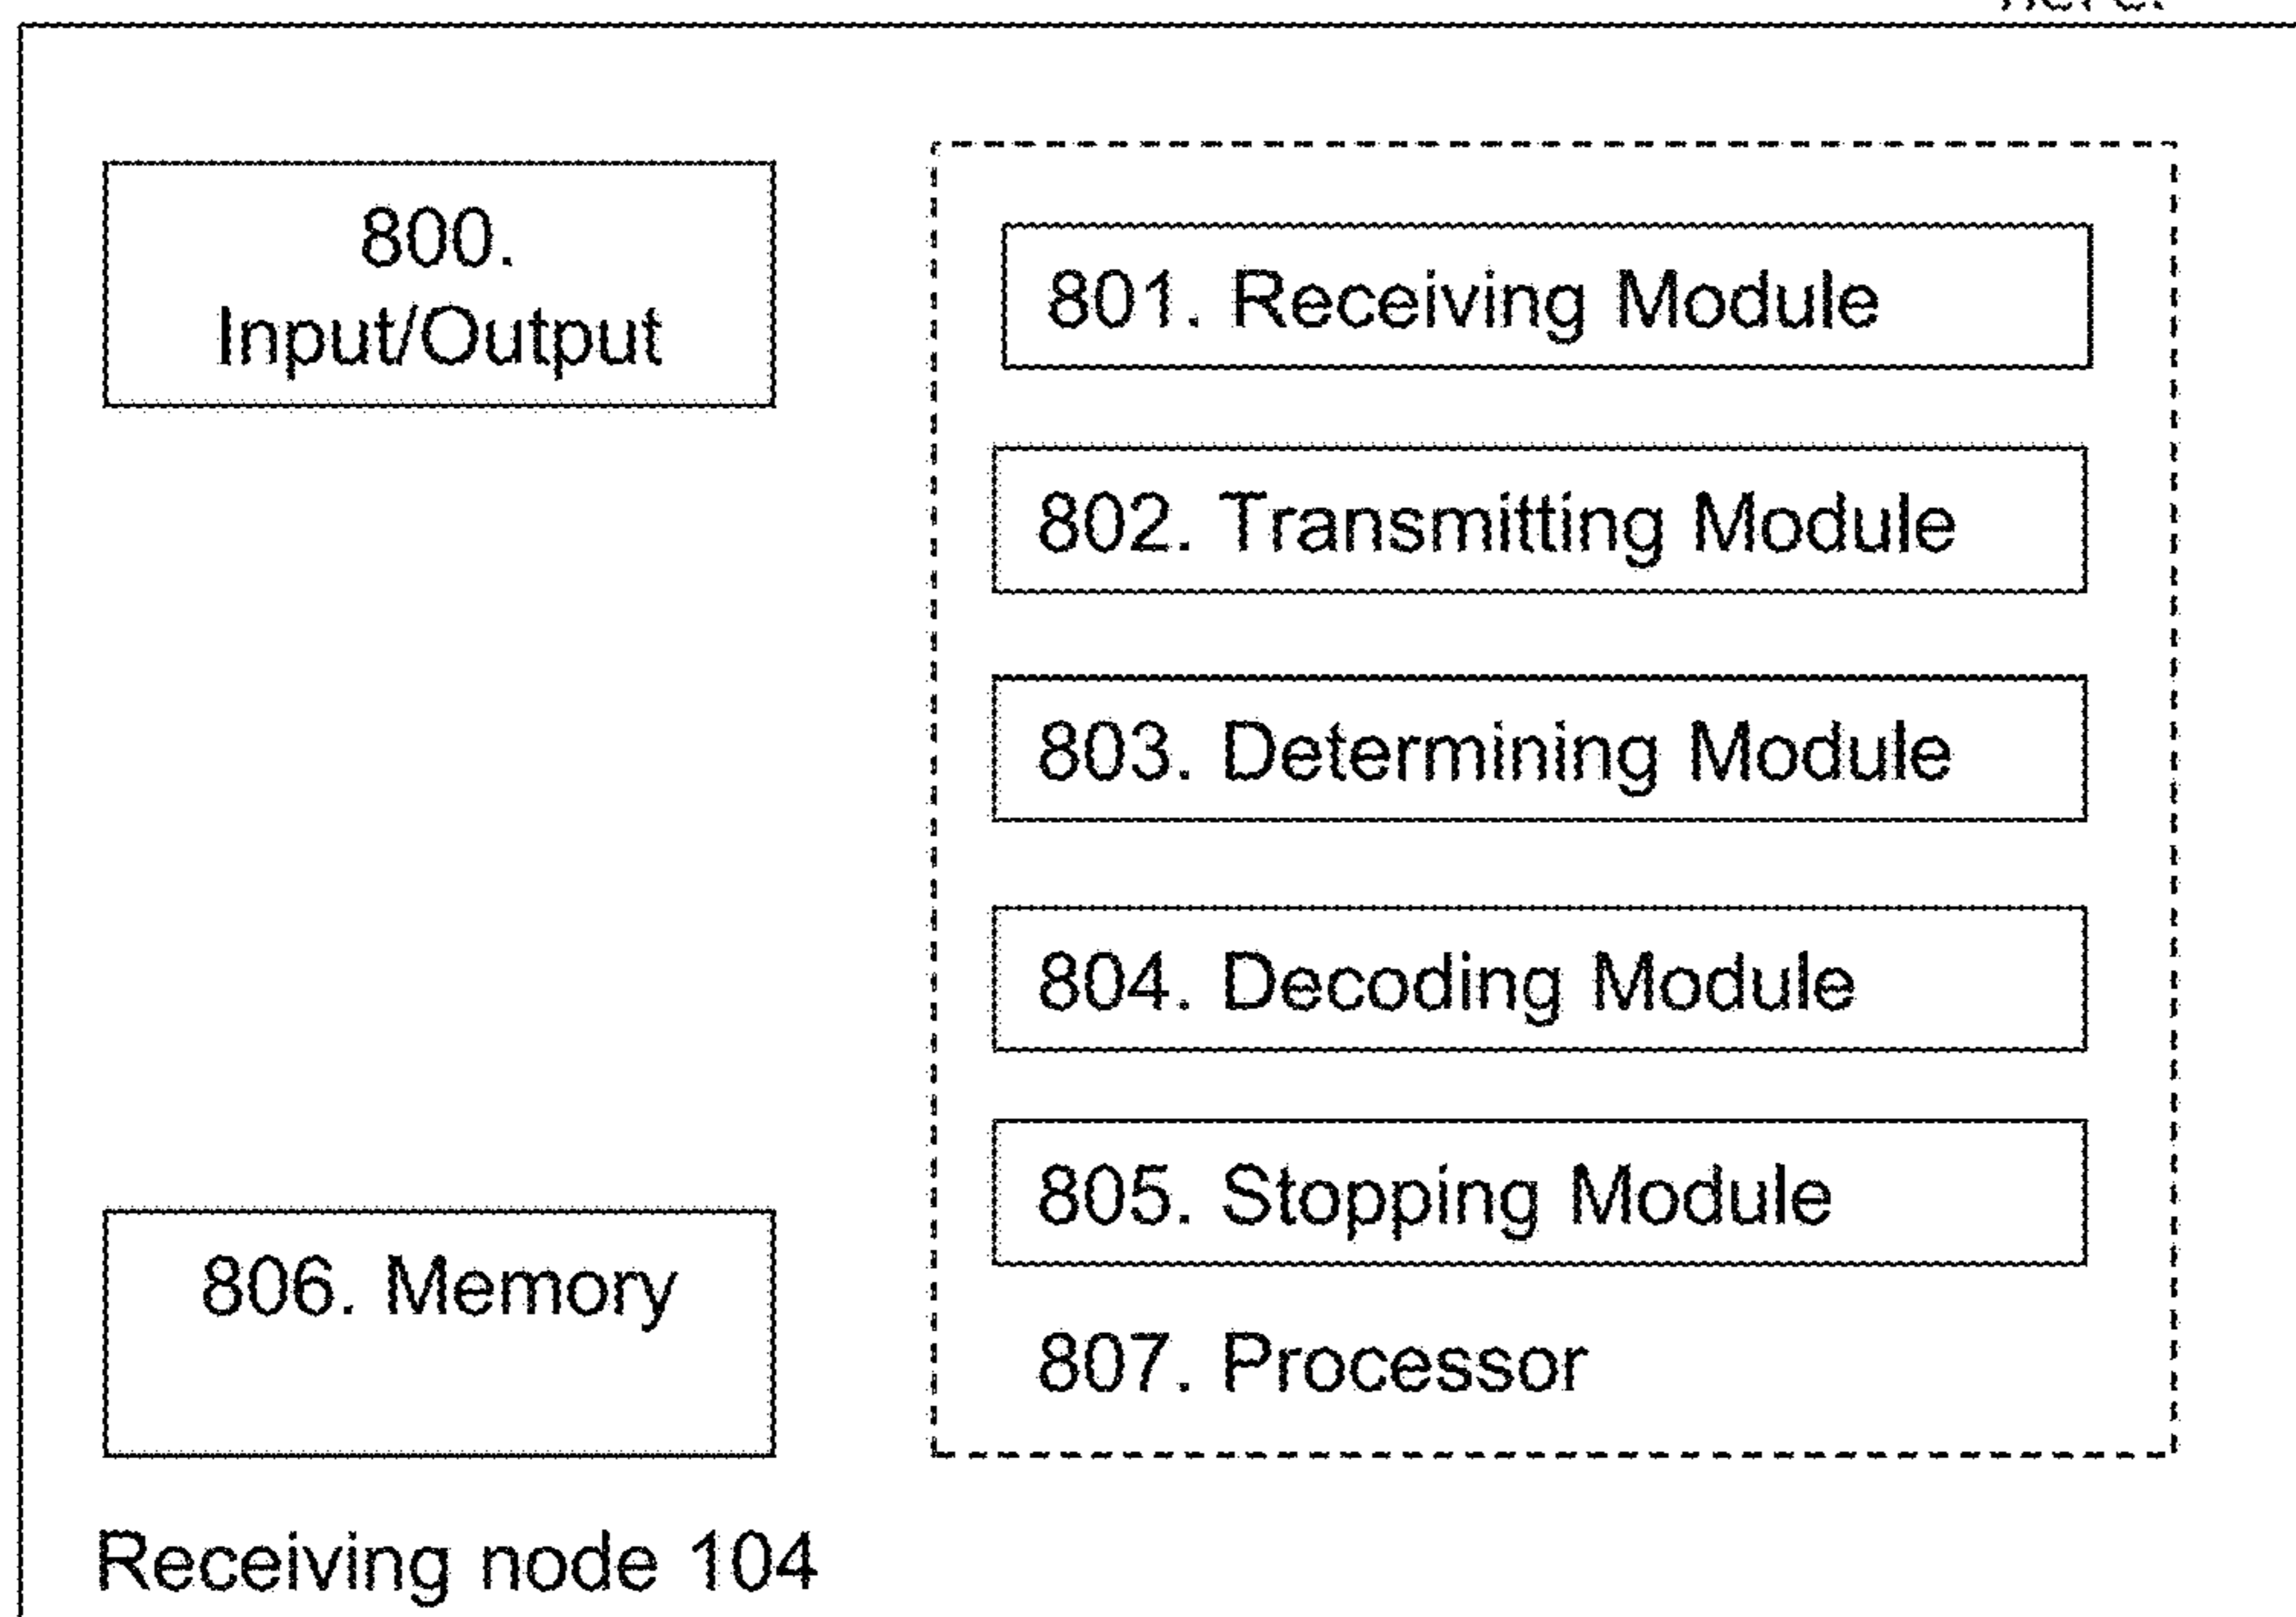 800.
Input/Output
801. Receiving Module
802. Transmitting Module
803. Determining Module
804. Decoding Module
805. Stopping Module
806. Memory
807. Processor
Receiving node 104